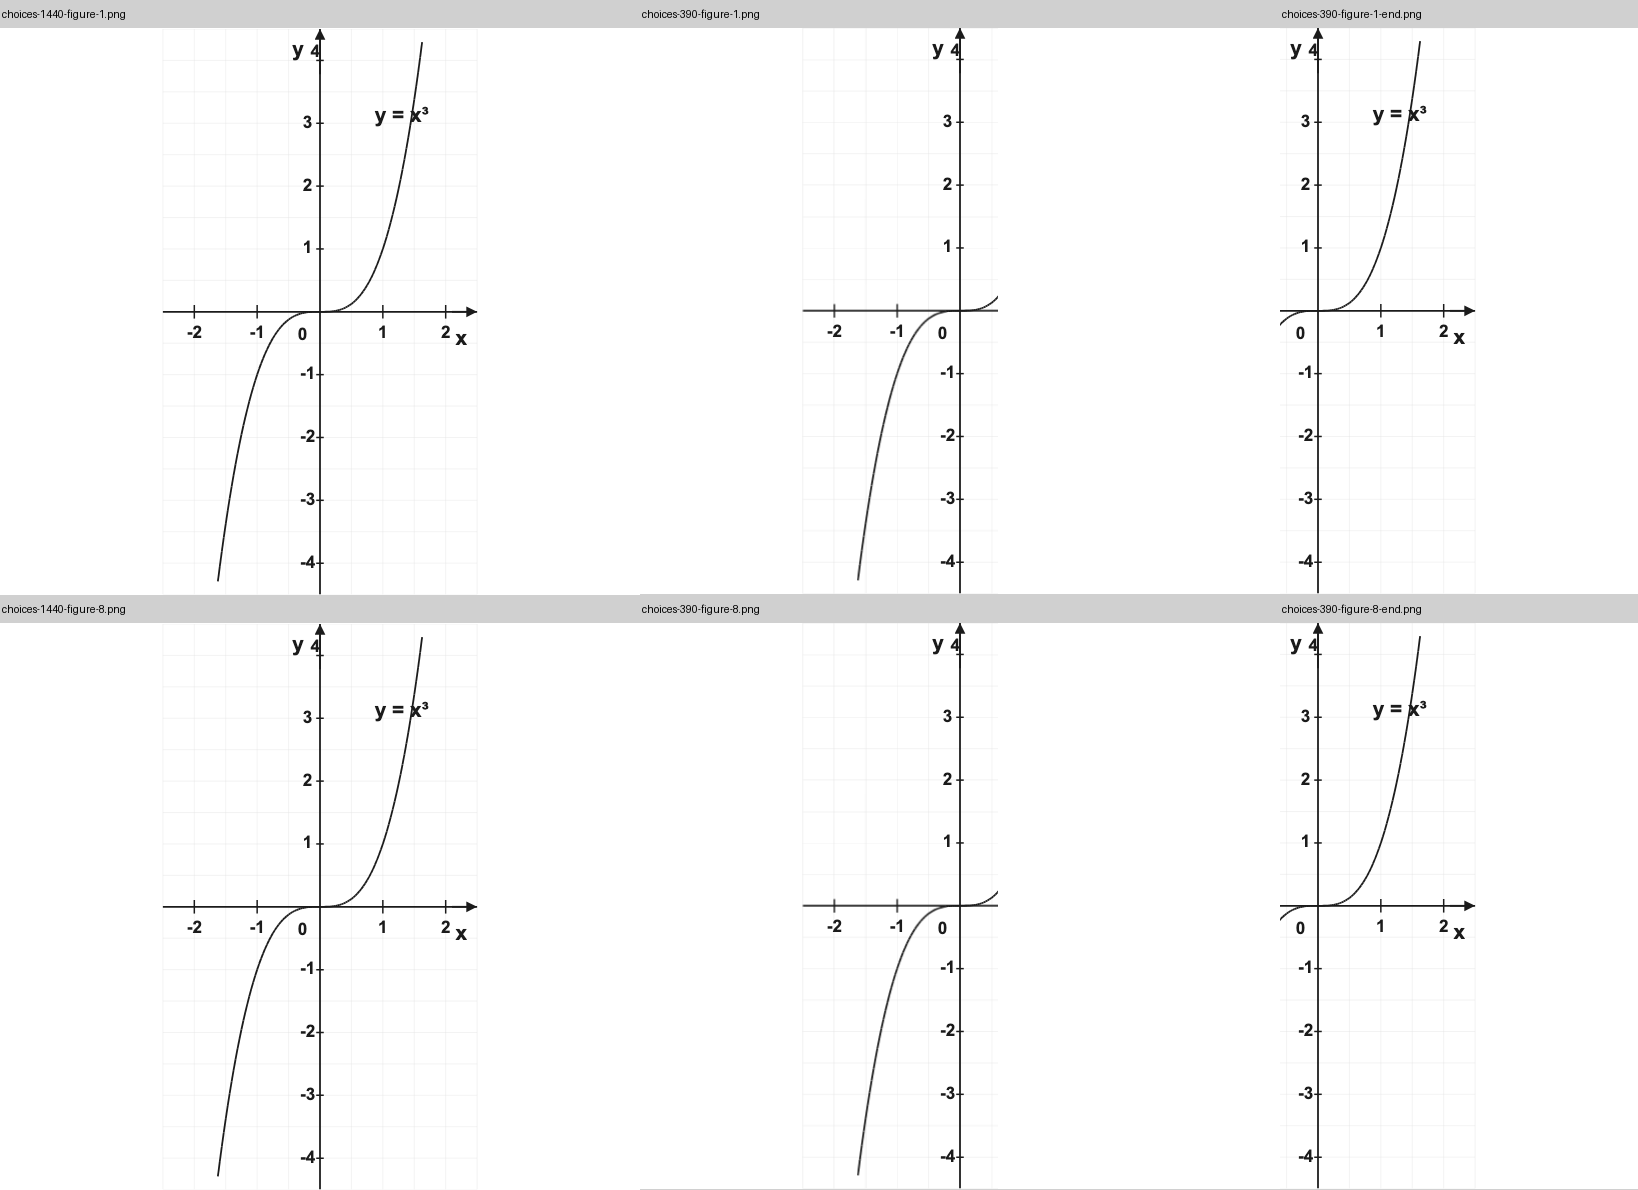 choices-1440-figure-1.png
y 4
y = x³
3
2
1
-2 -1 0 1 2 x
-1
-2
-3
-4
choices-390-figure-1.png
y 4
3
2
1
-2 -1 0
-1
-2
-3
-4
choices-390-figure-1-end.png
y 4
y = x³
3
2
1
0 1 2 x
-1
-2
-3
-4
choices-1440-figure-8.png
y 4
y = x³
3
2
1
-2 -1 0 1 2 x
-1
-2
-3
-4
choices-390-figure-8.png
y 4
3
2
1
-2 -1 0
-1
-2
-3
-4
choices-390-figure-8-end.png
y 4
y = x³
3
2
1
0 1 2 x
-1
-2
-3
-4